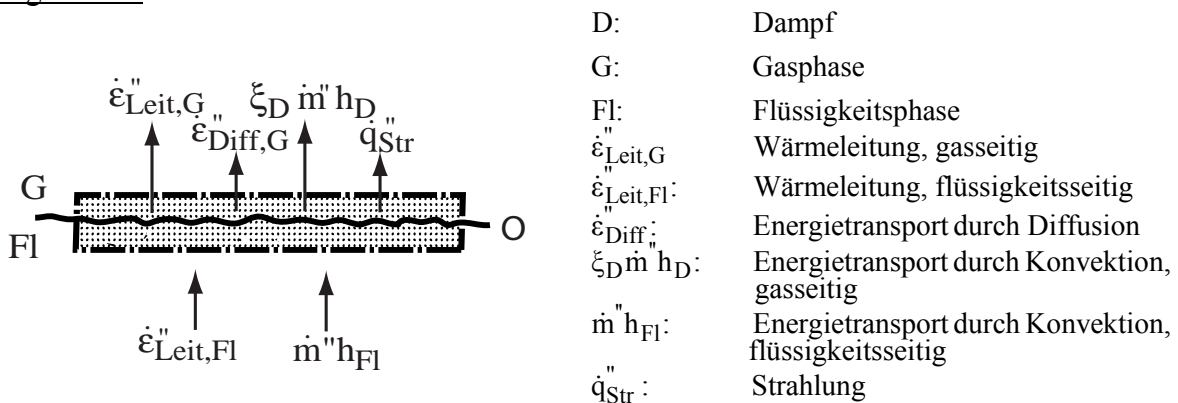 D: Dampf
G: Gasphase
Fl: Flüssigkeitsphase
ε̇"Leit,G Wärmeleitung, gasseitig
ε̇"Leit,Fl: Wärmeleitung, flüssigkeitsseitig
ε̇"Diff: Energietransport durch Diffusion
ξD ṁ"hD: Energietransport durch Konvektion,
gasseitig
ṁ"hFl: Energietransport durch Konvektion,
flüssigkeitsseitig
q̇"Str: Strahlung
ε̇"Leit,G ξD ṁ" hD
ε̇"Diff,G q̇"Str
G
O
Fl
ε̇"Leit,Fl ṁ"hFl